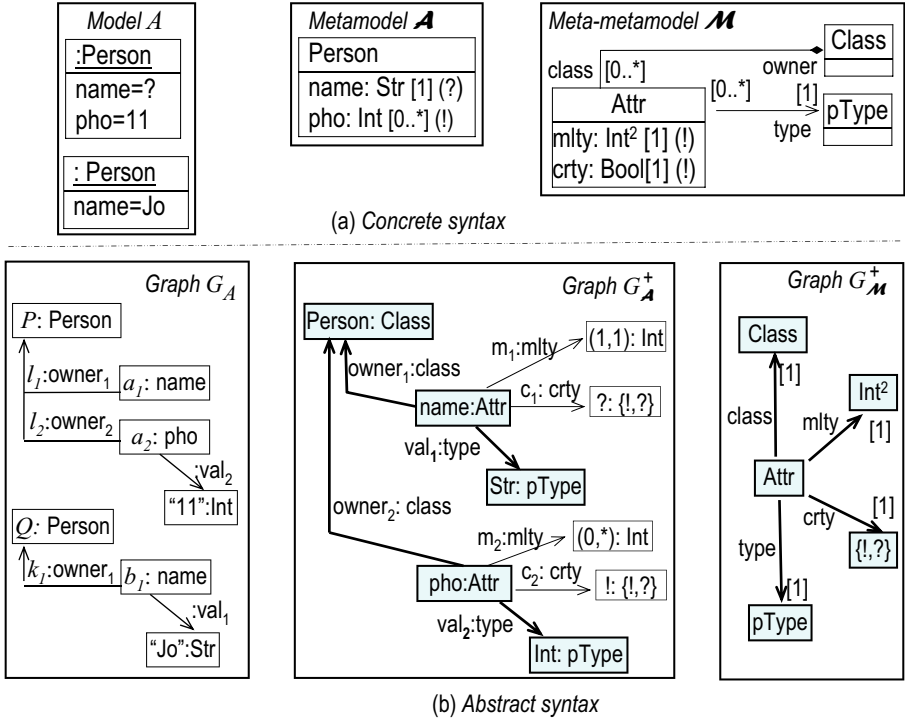 Model A
:Person
name=?
pho=11
: Person
name=Jo
Metamodel A
Person
name: Str [1] (?)
pho: Int [0..*] (!)
Meta-metamodel M
Class
class [0..*]
owner
Attr
mlty: Int² [1] (!)
crty: Bool[1] (!)
[0..*]
[1]
type
pType
(a) Concrete syntax
Graph G_A
P: Person
l₁:owner₁
a₁: name
l₂:owner₂
a₂: pho
:val₂
“11”:Int
Q: Person
k₁:owner₁
b₁: name
:val₁
“Jo”:Str
Graph G⁺_A
Person: Class
owner₁:class
m₁:mlty
(1,1): Int
name:Attr
c₁: crty
?: {!,?}
val₁:type
Str: pType
owner₂: class
m₂:mlty
(0,*): Int
pho:Attr
c₂: crty
!: {!,?}
val₂:type
Int: pType
Graph G⁺_M
Class
[1]
class
Int²
mlty
[1]
Attr
crty
[1]
{!,?}
type
[1]
pType
(b) Abstract syntax